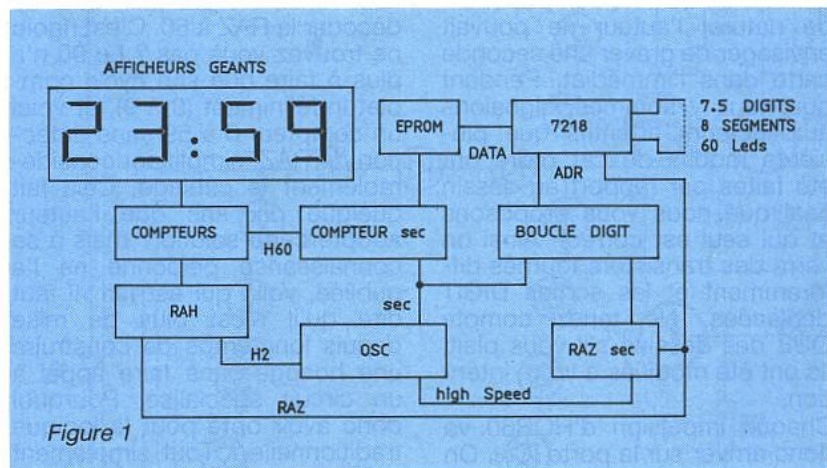 AFFICHEURS GEANTS
23:59
EPROM
7218
7.5 DIGITS
8 SEGMENTS
60 Leds
DATA
ADR
COMPTEURS
H60
COMPTEUR sec
BOUCLE DIGIT
sec
RAH
H2
OSC
RAZ sec
high Speed
RAZ
Figure 1